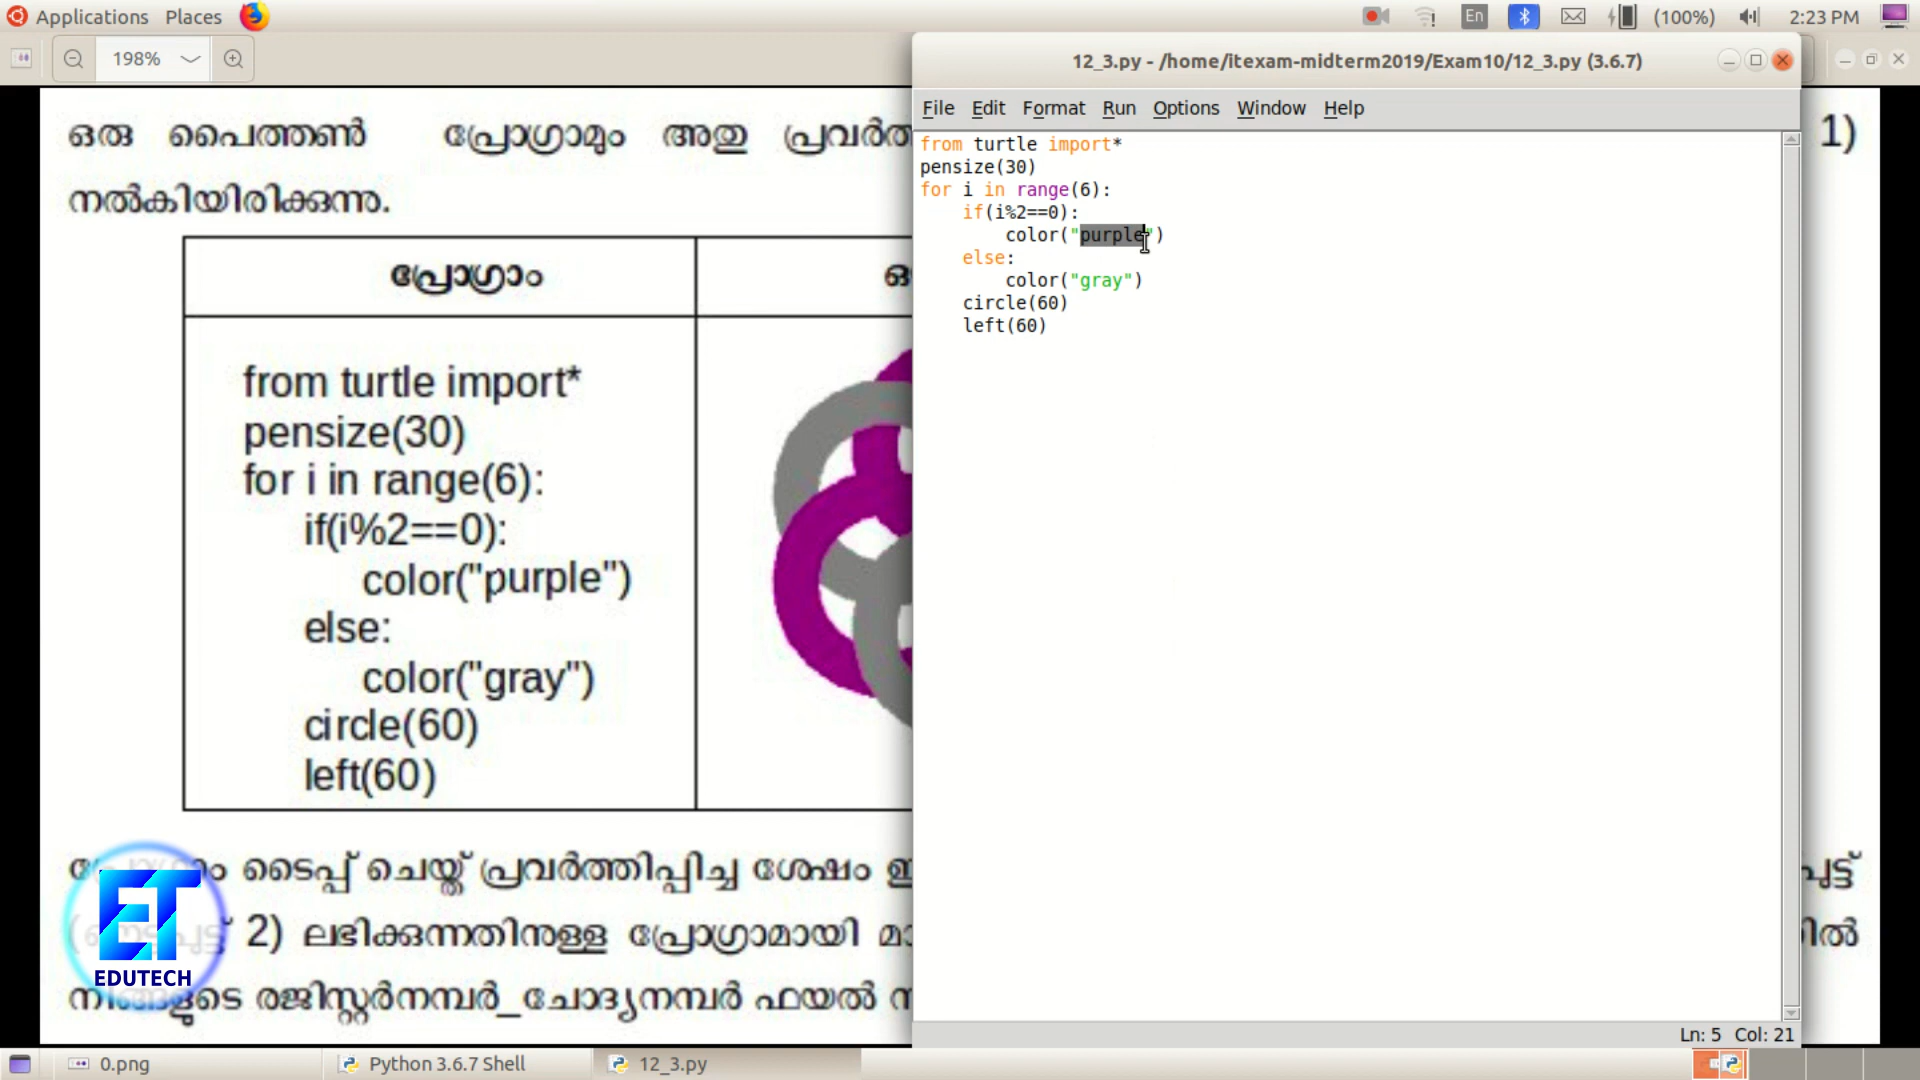 Applications Places En (100%) 2:23 PM
198%
12_3.py - /home/itexam-midterm2019/Exam10/12_3.py (3.6.7)
File Edit Format Run Options Window Help
from turtle import*
pensize(30)
for i in range(6):
if(i%2==0):
color("purple")
else:
color("gray")
circle(60)
left(60)
ഒരു പൈത്തൺ പ്രോഗ്രാമും അതു 1)
നൽകിയിരിക്കുന്നു.
പ്രോഗ്രാം
from turtle import*
pensize(30)
for i in range(6):
if(i%2==0):
color("purple")
else:
color("gray")
circle(60)
left(60)
ടൈപ്പ് ചെയ്ത് പ്രവർത്തിപ്പിച്ച ശേഷം
2) ലഭിക്കുന്നതിനുള്ള പ്രോഗ്രാമായി
നിങ്ങളുടെ രജിസ്റ്റർനമ്പർ_ചോദ്യനമ്പർ ഫയൽ
ET
EDUTECH
Ln: 5 Col: 21
0.png Python 3.6.7 Shell 12_3.py